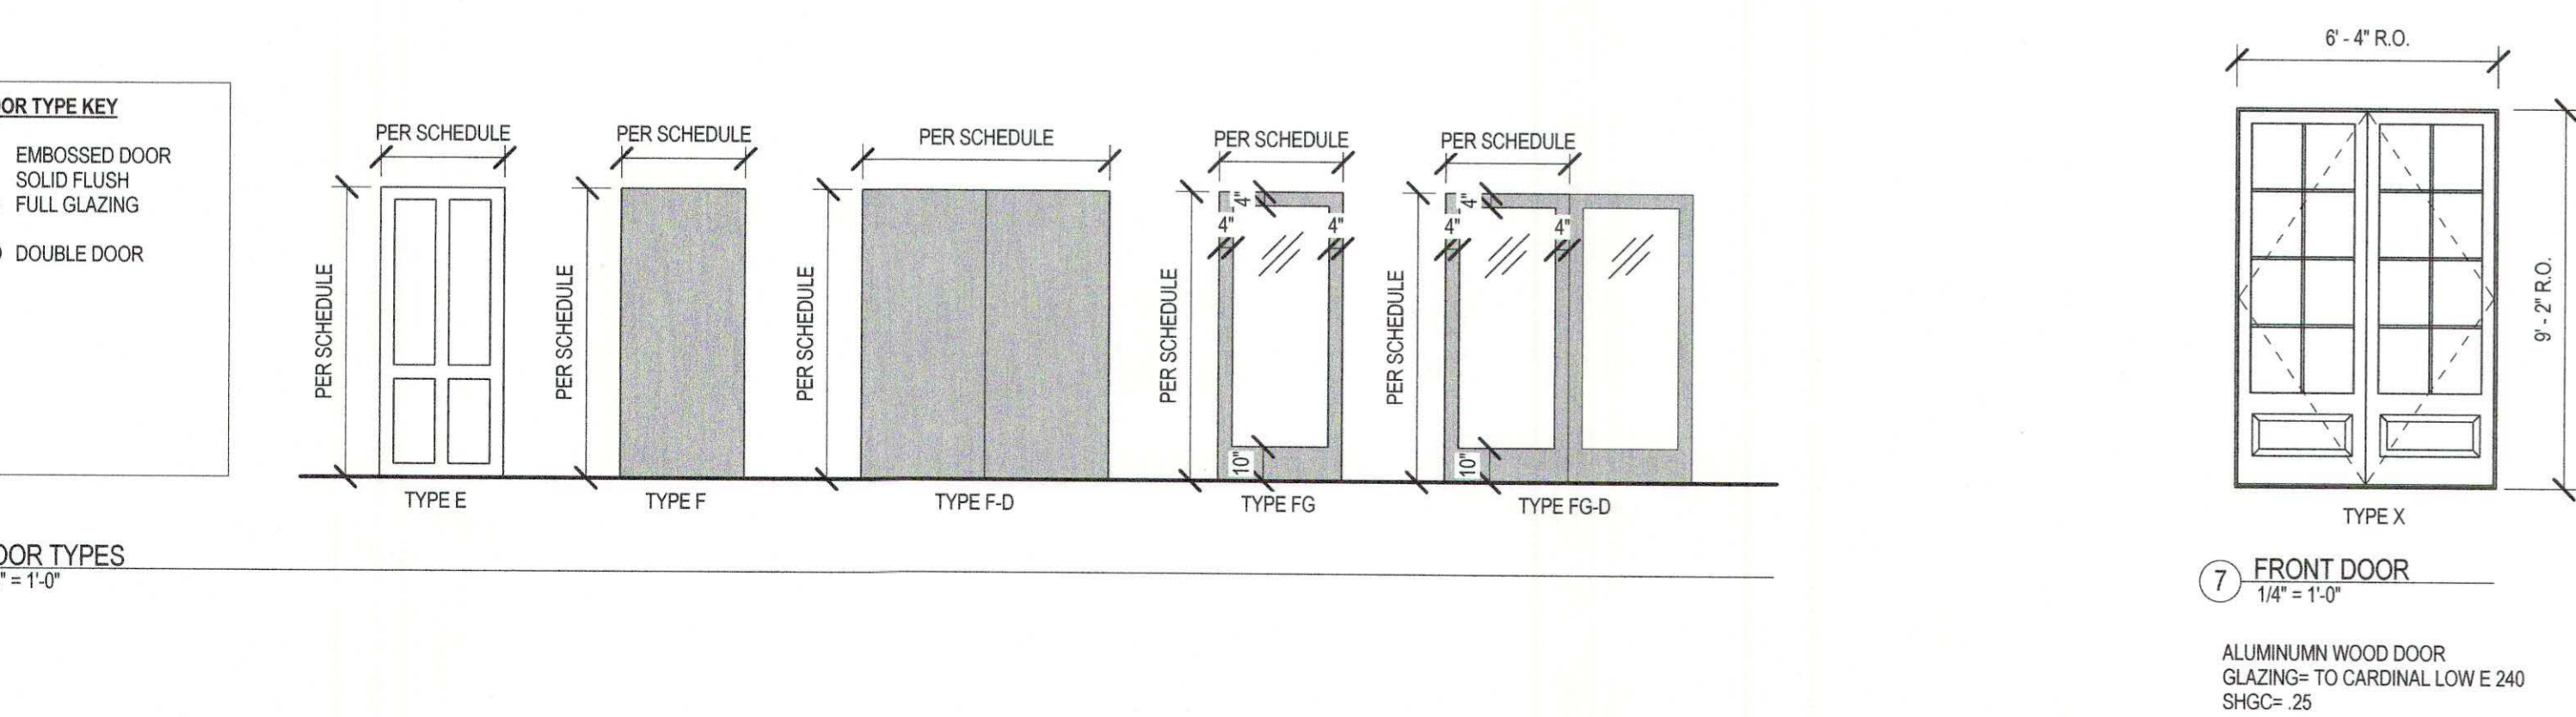 OOR TYPE KEY
EMBOSSED DOOR
SOLID FLUSH
FULL GLAZING
DOUBLE DOOR
PER SCHEDULE
PER SCHEDULE
TYPE E
PER SCHEDULE
PER SCHEDULE
TYPE F
PER SCHEDULE
PER SCHEDULE
TYPE F-D
PER SCHEDULE
PER SCHEDULE
4"
4"
4"
10"
TYPE FG
PER SCHEDULE
PER SCHEDULE
4"
4"
4"
10"
TYPE FG-D
OOR TYPES
" = 1'-0"
6' - 4" R.O.
9' - 2" R.O.
TYPE X
7 FRONT DOOR
1/4" = 1'-0"
ALUMINUMN WOOD DOOR
GLAZING= TO CARDINAL LOW E 240
SHGC= .25